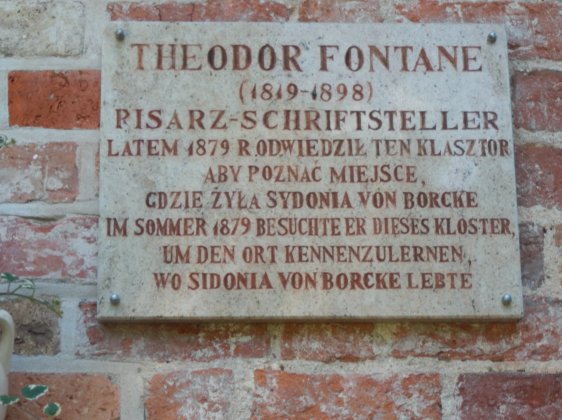 THEODOR FONTANE
(1819-1898)
PISARZ-SCHRIFTSTELLER
LATEM 1879 R. ODWIEDZIŁ TEN KLASZTOR
ABY POZNAĆ MIEJSCE,
GDZIE ŻYŁA SYDONIA VON BORCKE
IM SOMMER 1879 BESUCHTE ER DIESES KLOSTER,
UM DEN ORT KENNENZULERNEN,
WO SIDONIA VON BORCKE LEBTE